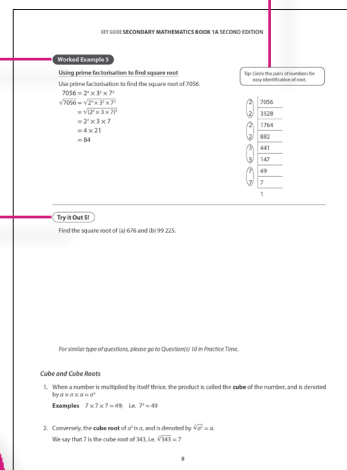 KEY GUIDE SECONDARY MATHEMATICS BOOK 1A SECOND EDITION
Worked Example 5
Using prime factorisation to find square root
Use prime factorisation to find the square root of 7056.
7056 = 2⁴ × 3² × 7²
√7056 = √(2⁴ × 3² × 7²)
= √(2² × 3 × 7)²
= 2² × 3 × 7
= 4 × 21
= 84
Tip: Circle the pairs of numbers for
easy identification of root.
2 7056
2 3528
2 1764
2 882
3 441
3 147
7 49
7 7
1
Try it Out 5!
Find the square root of (a) 676 and (b) 99 225.
For similar type of questions, please go to Question(s) 10 in Practice Time.
Cube and Cube Roots
1. When a number is multiplied by itself thrice, the product is called the cube of the number, and is denoted
by a × a × a = a³
Examples 7 × 7 × 7 = 49; i.e. 7³ = 49
2. Conversely, the cube root of a³ is a, and is denoted by ∛a³ = a.
We say that 7 is the cube root of 343, i.e. ∛343 = 7
8